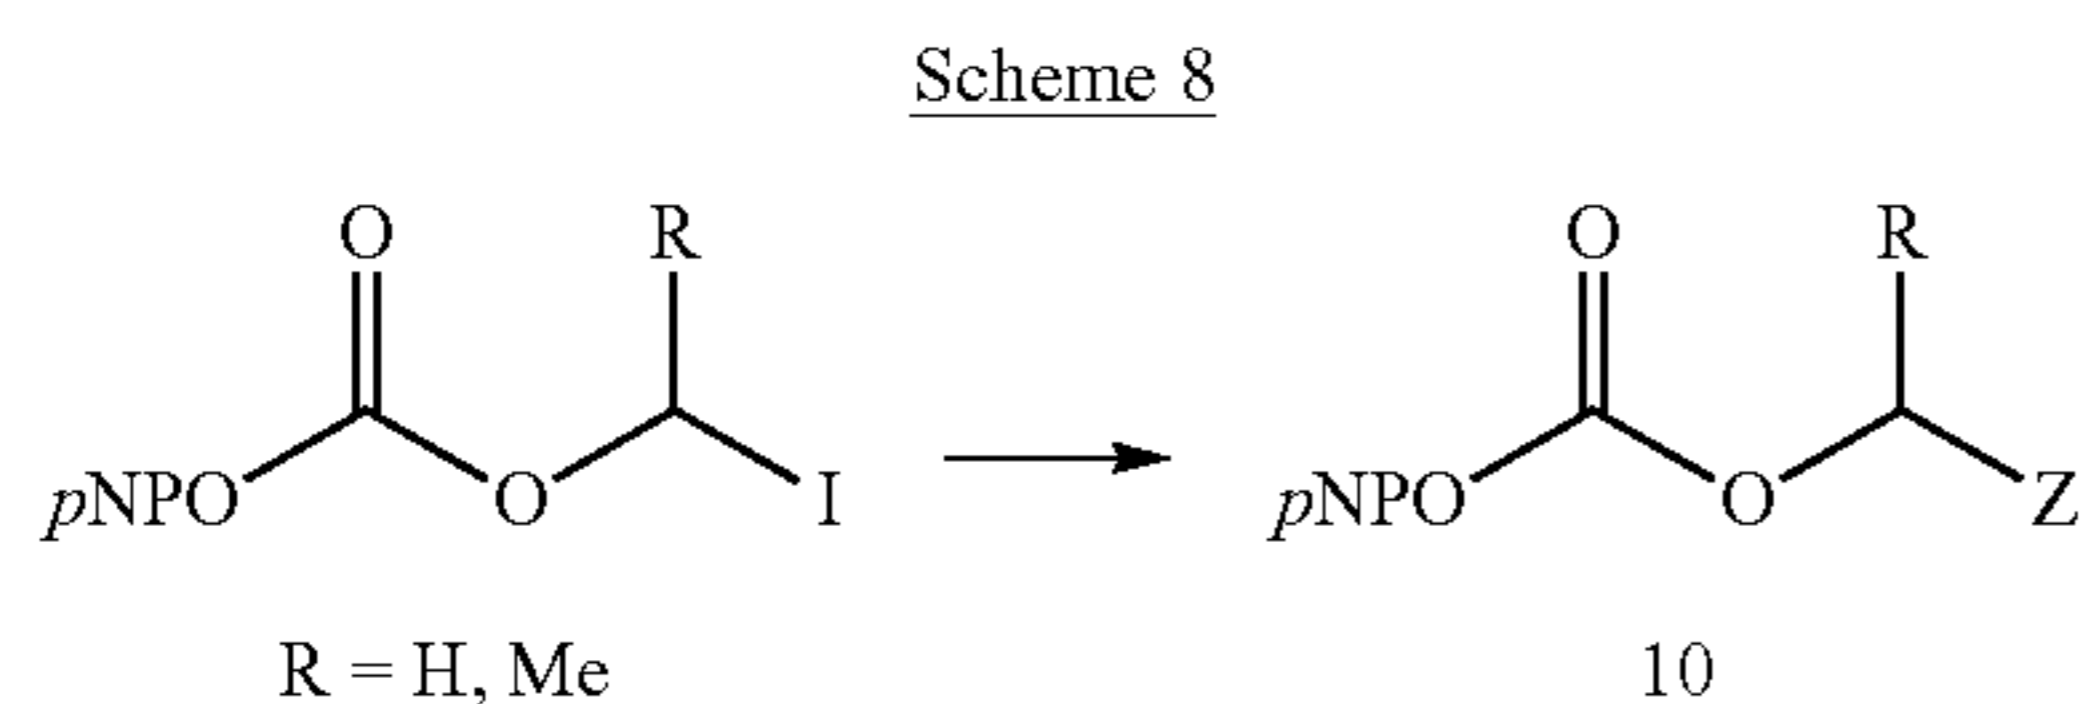 Scheme 8
O R O R
pNPO O I pNPO O Z
R = H, Me 10